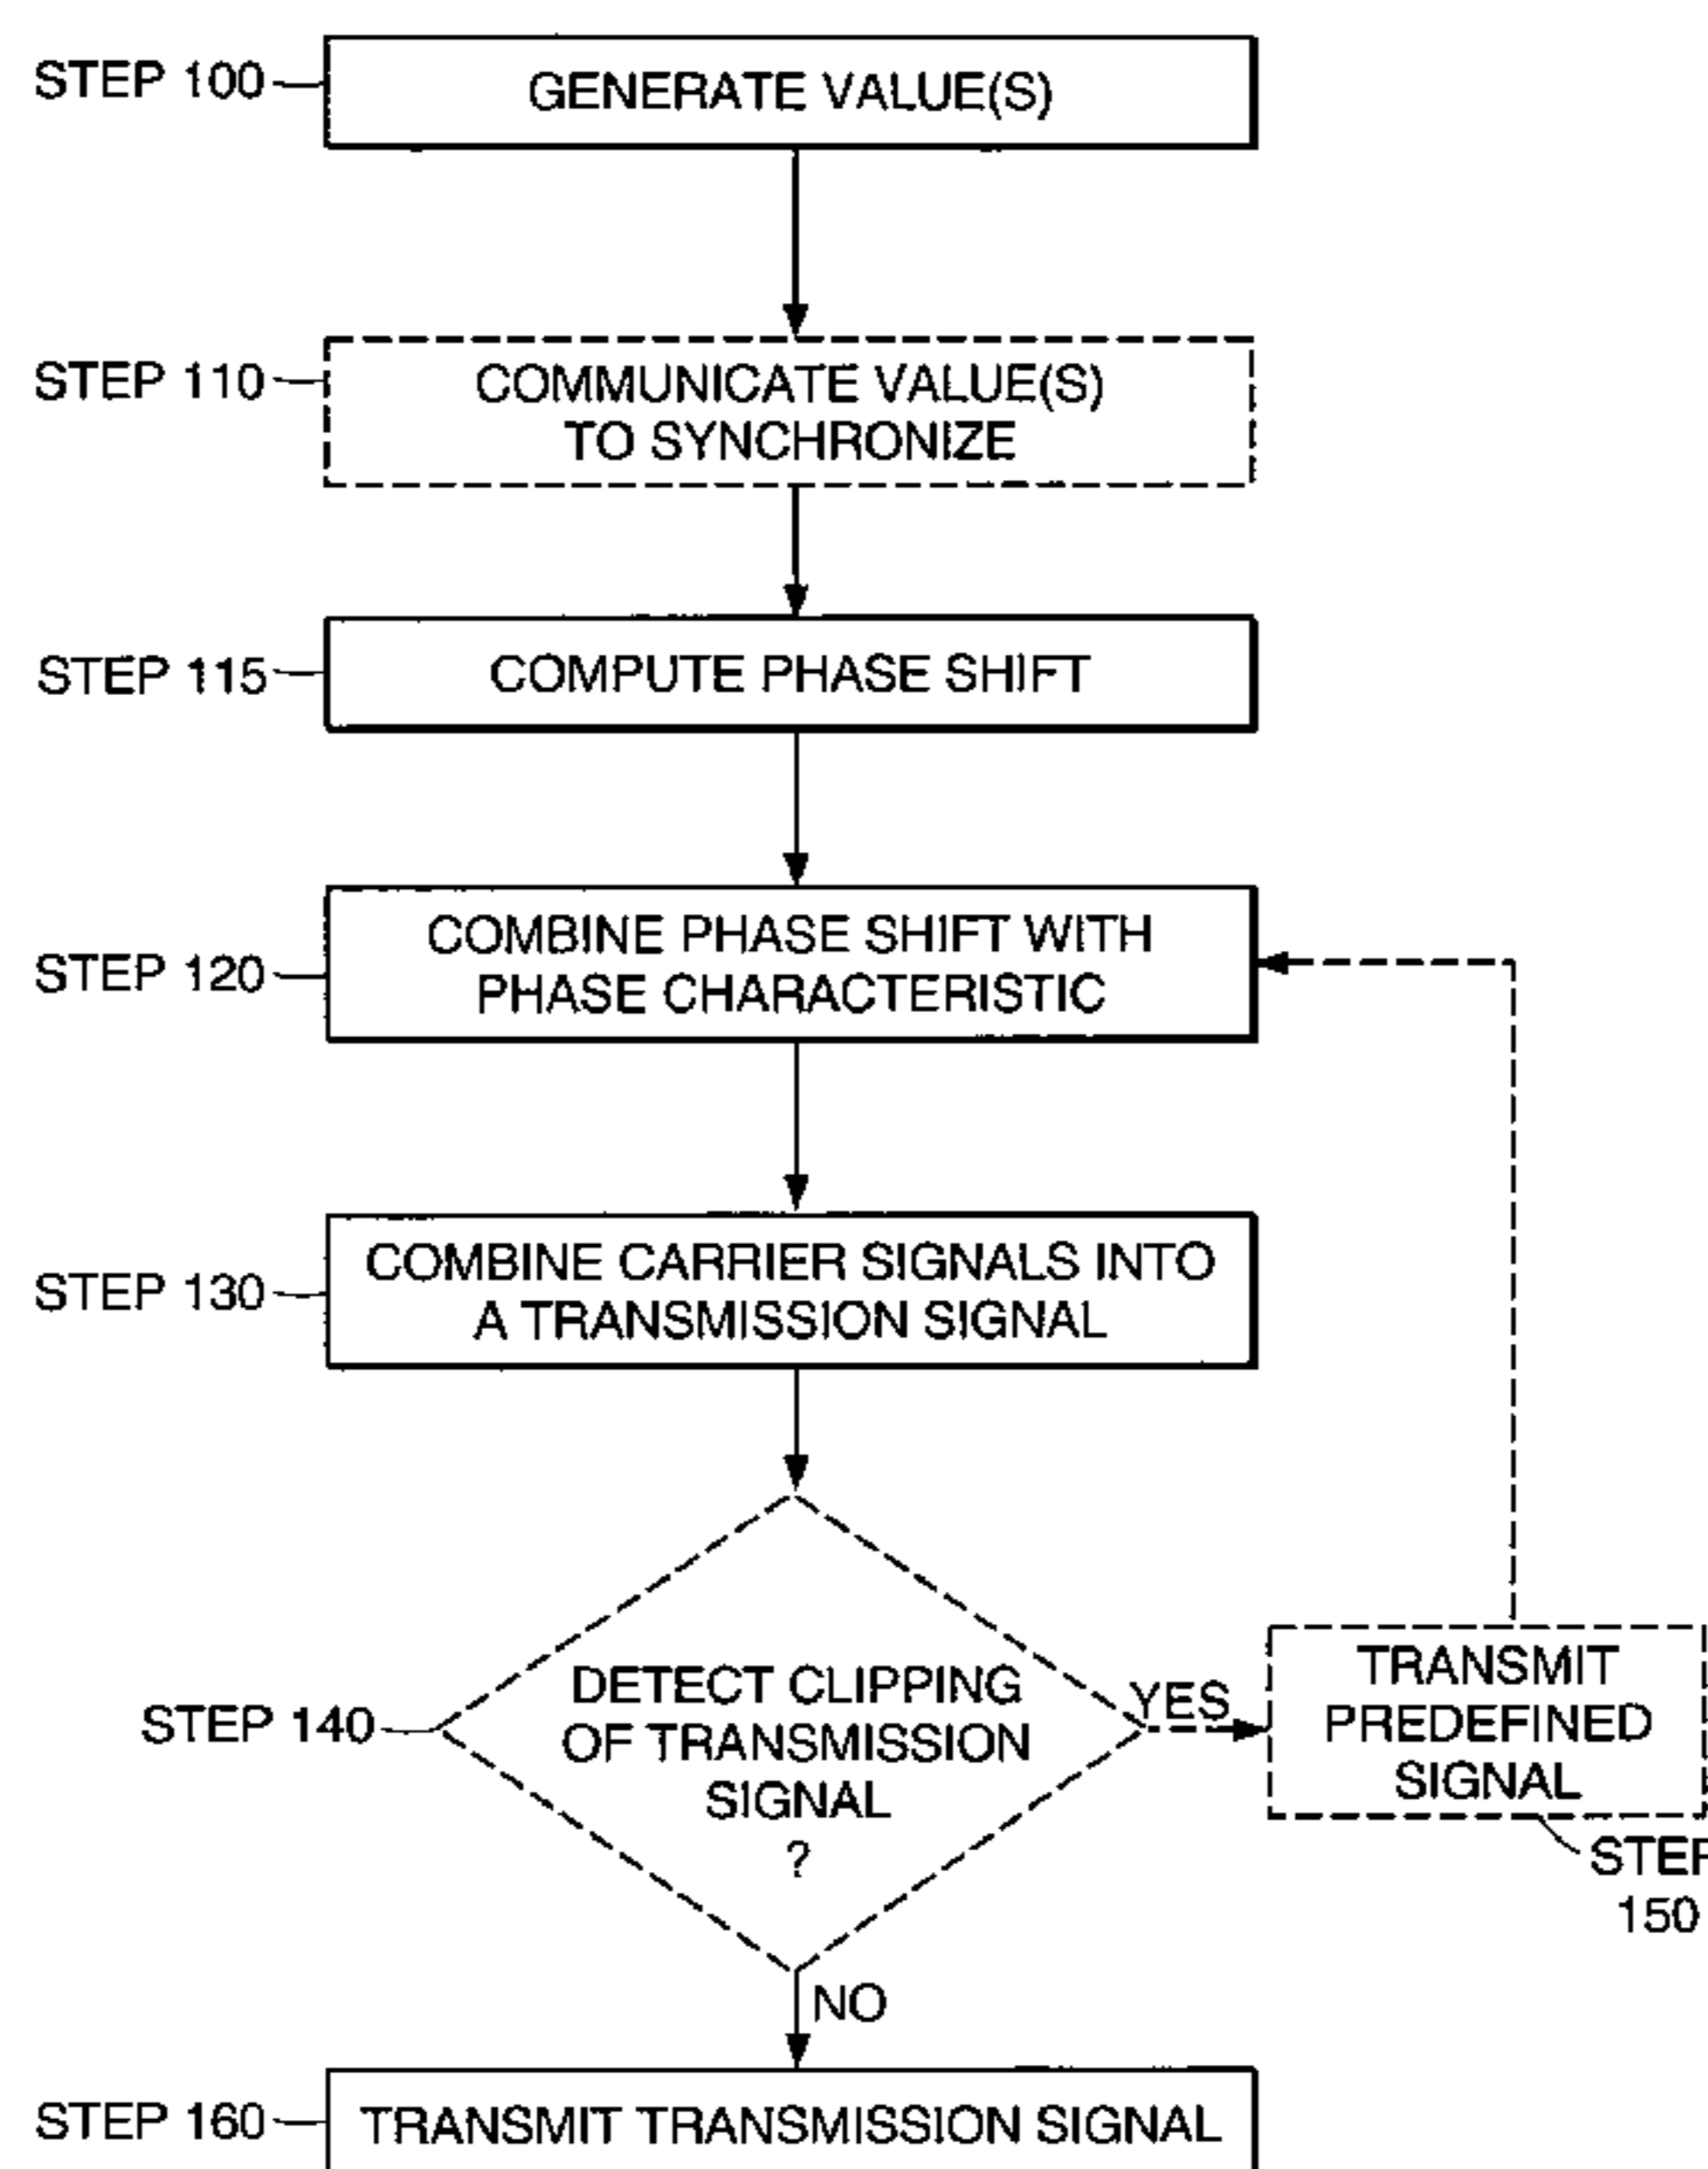 STEP 100
GENERATE VALUE(S)
STEP 110
COMMUNICATE VALUE(S)
TO SYNCHRONIZE
STEP 115
COMPUTE PHASE SHIFT
STEP 120
COMBINE PHASE SHIFT WITH
PHASE CHARACTERISTIC
STEP 130
COMBINE CARRIER SIGNALS INTO
A TRANSMISSION SIGNAL
STEP 140
DETECT CLIPPING
OF TRANSMISSION
SIGNAL
?
YES
TRANSMIT
PREDEFINED
SIGNAL
STEP
150
NO
STEP 160
TRANSMIT TRANSMISSION SIGNAL